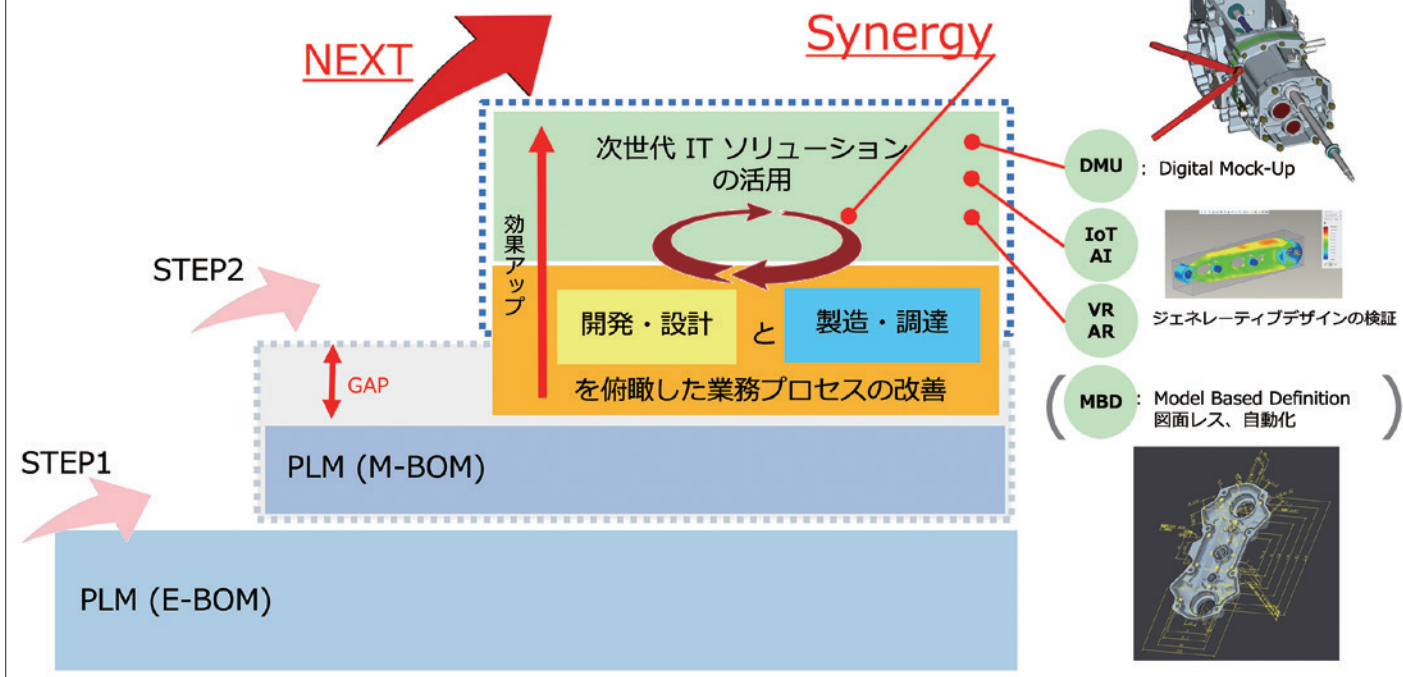 NEXT
Synergy
次世代 IT ソリューション
の活用
効果アップ
開発・設計
と
製造・調達
を俯瞰した業務プロセスの改善
STEP2
GAP
PLM (M-BOM)
STEP1
PLM (E-BOM)
DMU
: Digital Mock-Up
IoT
AI
VR
AR
ジェネレーティブデザインの検証
( MBD : Model Based Definition
図面レス、自動化 )